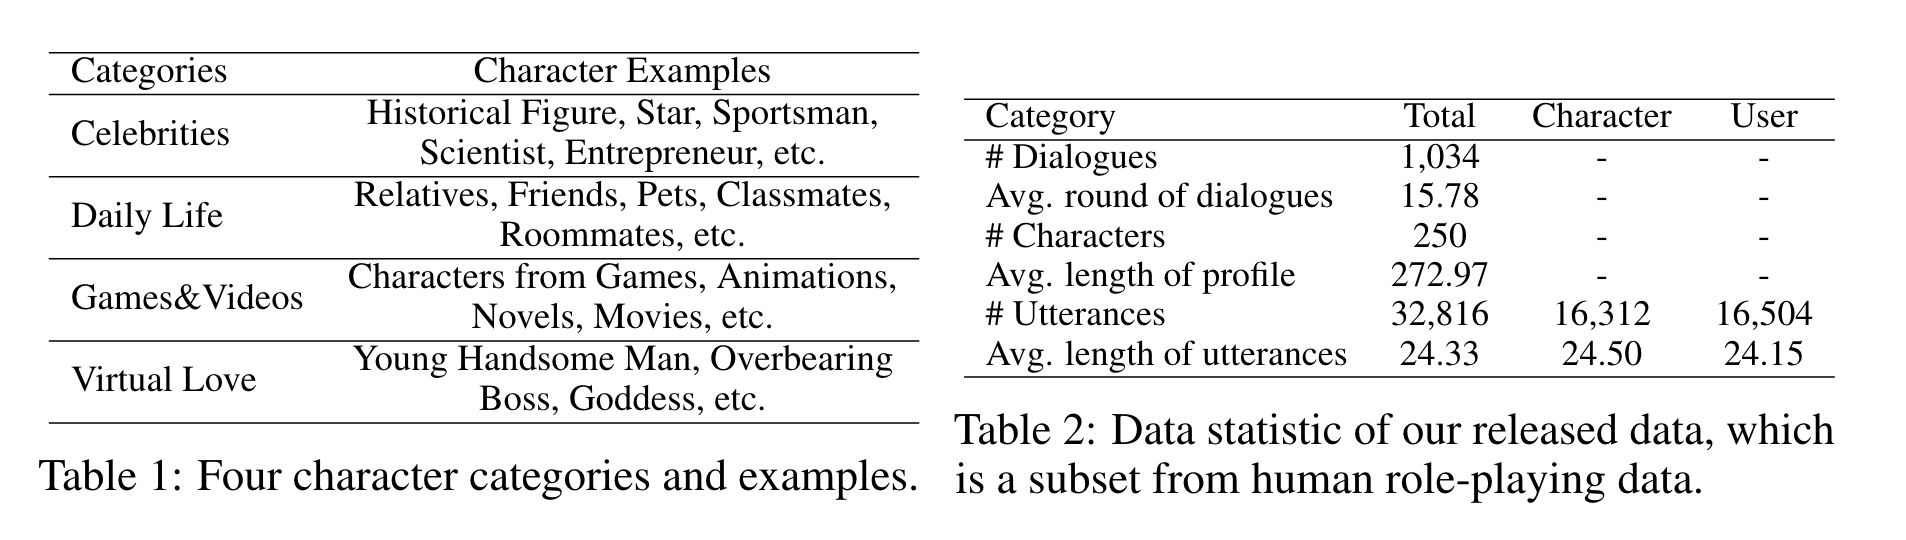 Categories Character Examples
Celebrities Historical Figure, Star, Sportsman,
Scientist, Entrepreneur, etc.
Daily Life Relatives, Friends, Pets, Classmates,
Roommates, etc.
Games&Videos Characters from Games, Animations,
Novels, Movies, etc.
Virtual Love Young Handsome Man, Overbearing
Boss, Goddess, etc.
Table 1: Four character categories and examples.
Category Total Character User
# Dialogues 1,034 - -
Avg. round of dialogues 15.78 - -
# Characters 250 - -
Avg. length of profile 272.97 - -
# Utterances 32,816 16,312 16,504
Avg. length of utterances 24.33 24.50 24.15
Table 2: Data statistic of our released data, which
is a subset from human role-playing data.